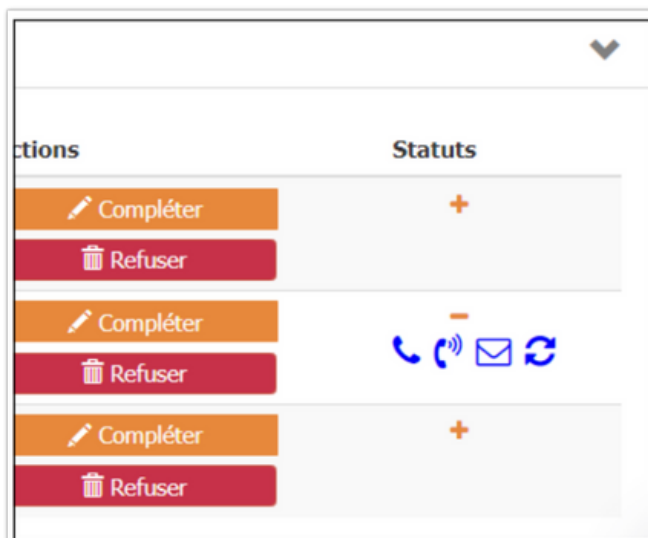 ctions Statuts
Compléter
Refuser
Compléter
Refuser
Compléter
Refuser